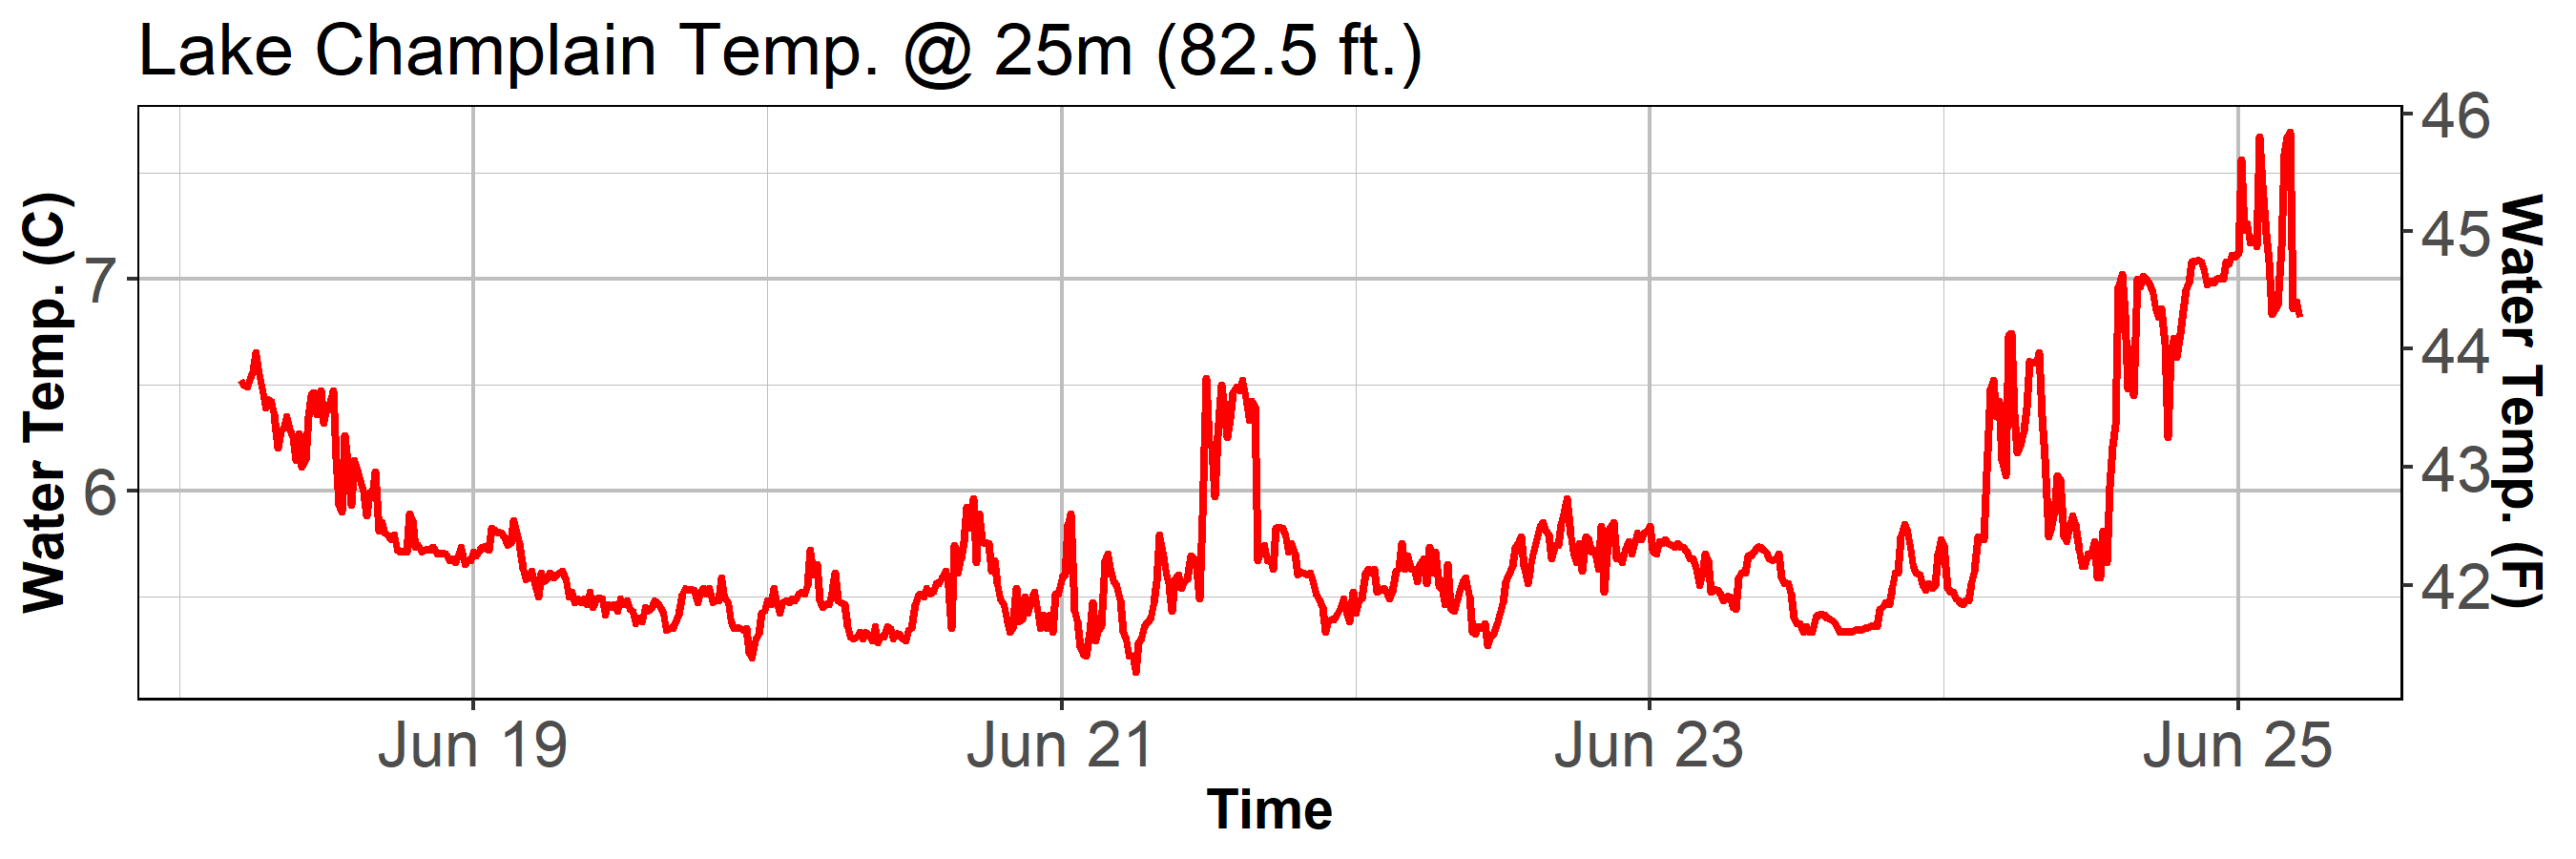 Lake Champlain Temp. @ 25m (82.5 ft.)
Water Temp. (C)
7
6
46
45
44
43
42
Water Temp. (F)
Jun 19
Jun 21
Jun 23
Jun 25
Time